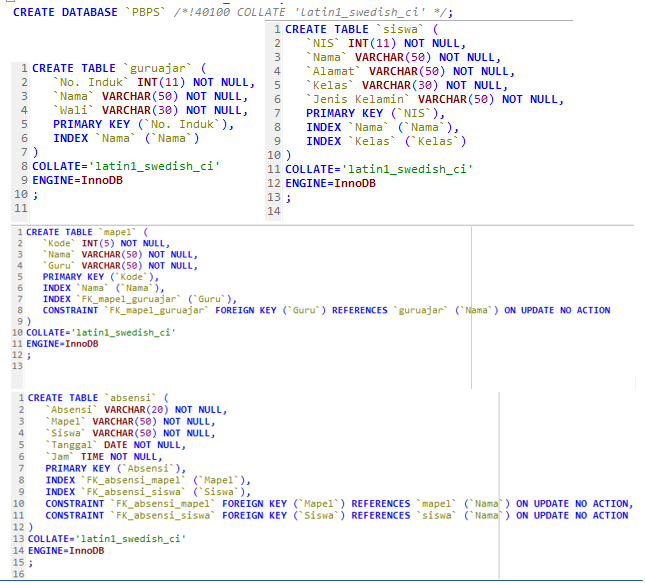 CREATE DATABASE `PBPS` /*!40100 COLLATE 'latin1_swedish_ci' */;
1 CREATE TABLE `guruajar` (
2 `No. Induk` INT(11) NOT NULL,
3 `Nama` VARCHAR(50) NOT NULL,
4 `Wali` VARCHAR(30) NOT NULL,
5 PRIMARY KEY (`No. Induk`),
6 INDEX `Nama` (`Nama`)
7 )
8 COLLATE='latin1_swedish_ci'
9 ENGINE=InnoDB
10 ;
11
1 CREATE TABLE `siswa` (
2 `NIS` INT(11) NOT NULL,
3 `Nama` VARCHAR(50) NOT NULL,
4 `Alamat` VARCHAR(50) NOT NULL,
5 `Kelas` VARCHAR(30) NOT NULL,
6 `Jenis Kelamin` VARCHAR(50) NOT NULL,
7 PRIMARY KEY (`NIS`),
8 INDEX `Nama` (`Nama`),
9 INDEX `Kelas` (`Kelas`)
10 )
11 COLLATE='latin1_swedish_ci'
12 ENGINE=InnoDB
13 ;
14
1 CREATE TABLE `mapel` (
2 `Kode` INT(5) NOT NULL,
3 `Nama` VARCHAR(50) NOT NULL,
4 `Guru` VARCHAR(50) NOT NULL,
5 PRIMARY KEY (`Kode`),
6 INDEX `Nama` (`Nama`),
7 INDEX `FK_mapel_guruajar` (`Guru`),
8 CONSTRAINT `FK_mapel_guruajar` FOREIGN KEY (`Guru`) REFERENCES `guruajar` (`Nama`) ON UPDATE NO ACTION
9 )
10 COLLATE='latin1_swedish_ci'
11 ENGINE=InnoDB
12 ;
13
1 CREATE TABLE `absensi` (
2 `Absensi` VARCHAR(20) NOT NULL,
3 `Mapel` VARCHAR(50) NOT NULL,
4 `Siswa` VARCHAR(50) NOT NULL,
5 `Tanggal` DATE NOT NULL,
6 `Jam` TIME NOT NULL,
7 PRIMARY KEY (`Absensi`),
8 INDEX `FK_absensi_mapel` (`Mapel`),
9 INDEX `FK_absensi_siswa` (`Siswa`),
10 CONSTRAINT `FK_absensi_mapel` FOREIGN KEY (`Mapel`) REFERENCES `mapel` (`Nama`) ON UPDATE NO ACTION,
11 CONSTRAINT `FK_absensi_siswa` FOREIGN KEY (`Siswa`) REFERENCES `siswa` (`Nama`) ON UPDATE NO ACTION
12 )
13 COLLATE='latin1_swedish_ci'
14 ENGINE=InnoDB
15 ;
16